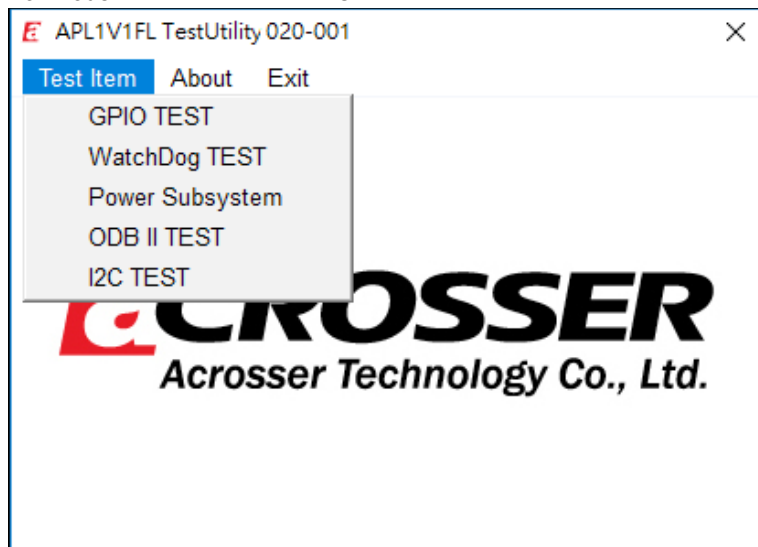 APL1V1FL TestUtility 020-001
Test Item About Exit
GPIO TEST
WatchDog TEST
Power Subsystem
ODB II TEST
I2C TEST
aCROSSER
Acrosser Technology Co., Ltd.